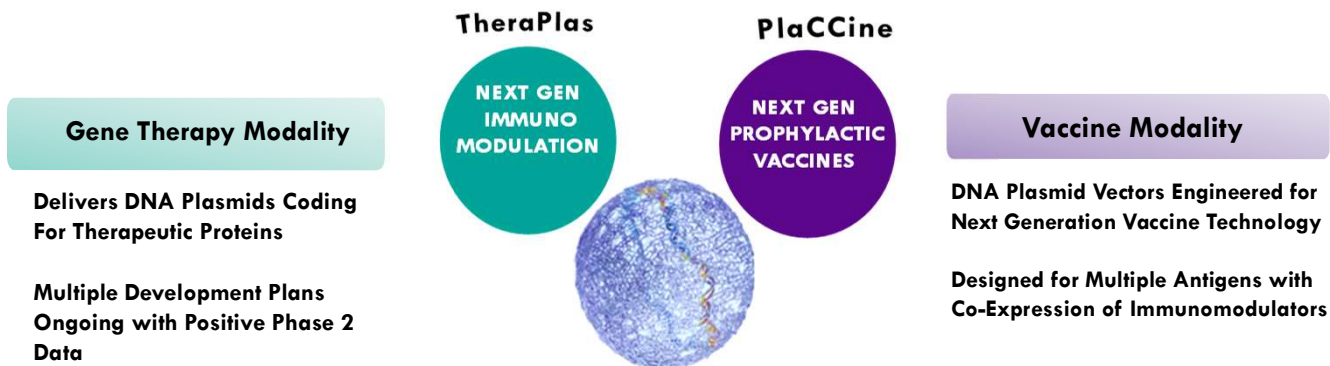 TheraPlas
PlaCCine
NEXT GEN
IMMUNO
MODULATION
NEXT GEN
PROPHYLACTIC
VACCINES
Gene Therapy Modality
Delivers DNA Plasmids Coding
For Therapeutic Proteins
Multiple Development Plans
Ongoing with Positive Phase 2
Data
Vaccine Modality
DNA Plasmid Vectors Engineered for
Next Generation Vaccine Technology
Designed for Multiple Antigens with
Co-Expression of Immunomodulators